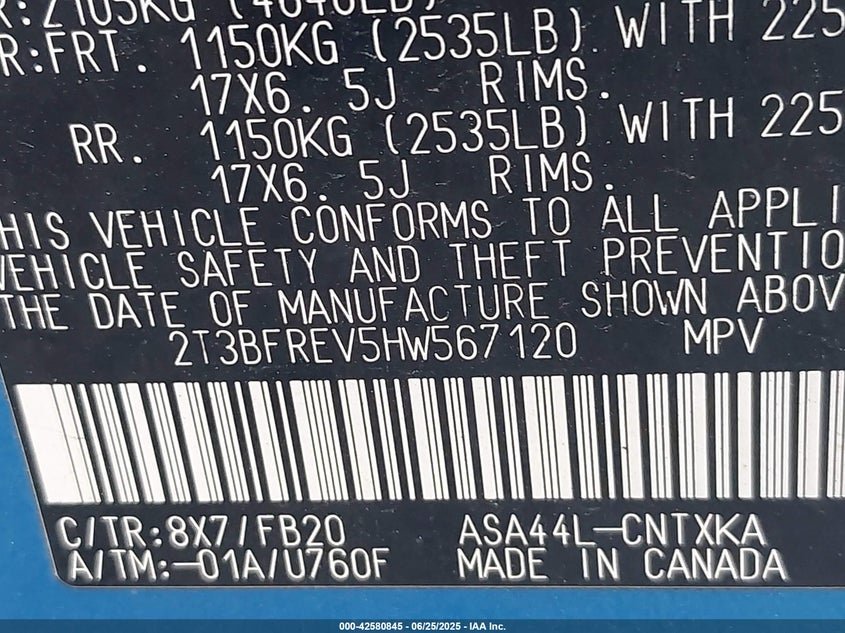 R:2105KG (4640LB)
R:FRT. 1150KG (2535LB) WITH 225
17X6. 5J RIMS.
RR. 1150KG (2535LB) WITH 225
17X6. 5J RIMS.
HIS VEHICLE CONFORMS TO ALL APPLI
VEHICLE SAFETY AND THEFT PREVENTIO
THE DATE OF MANUFACTURE SHOWN ABOV
2T3BFREV5HW567120 MPV
C/TR:8X7/FB20 ASA44L-CNTXKA
A/TM:-01A/U760F MADE IN CANADA
000-42580845 - 06/25/2025 - IAA Inc.